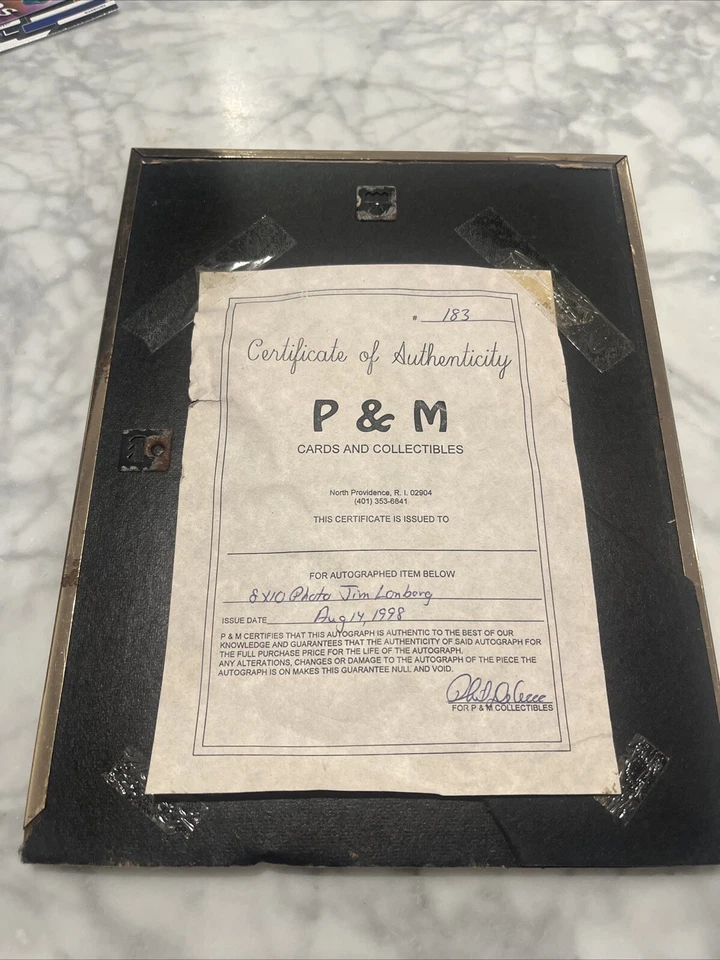 # 183
Certificate of Authenticity
P & M
CARDS AND COLLECTIBLES
North Providence, R. I. 02904
(401) 353-6841
THIS CERTIFICATE IS ISSUED TO
FOR AUTOGRAPHED ITEM BELOW
8x10 Photo Jim Lonborg
ISSUE DATE Aug 14, 1998
P & M CERTIFIES THAT THIS AUTOGRAPH IS AUTHENTIC TO THE BEST OF OUR
KNOWLEDGE AND GUARANTEES THAT THE AUTHENTICITY OF SAID AUTOGRAPH FOR
THE FULL PURCHASE PRICE FOR THE LIFE OF THE AUTOGRAPH.
ANY ALTERATIONS, CHANGES OR DAMAGE TO THE AUTOGRAPH OF THE PIECE THE
AUTOGRAPH IS ON MAKES THIS GUARANTEE NULL AND VOID.
FOR P & M COLLECTIBLES